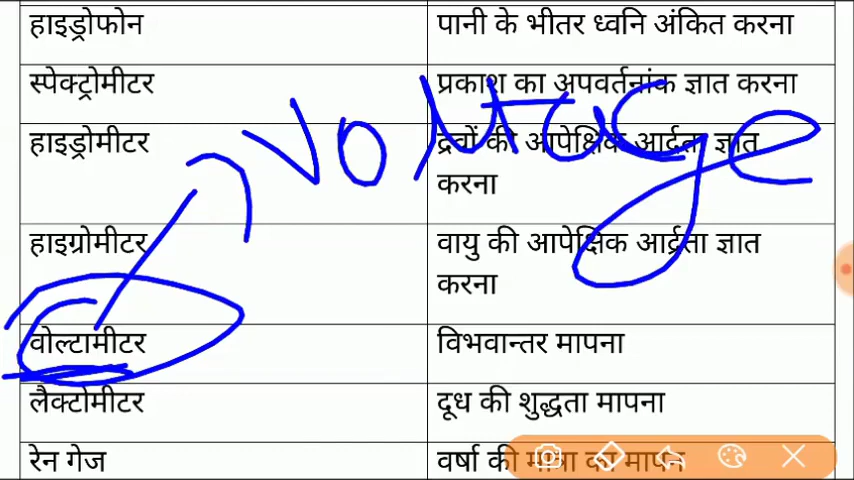 हाइड्रोफोन पानी के भीतर ध्वनि अंकित करना
स्पेक्ट्रोमीटर प्रकाश का अपवर्तनांक ज्ञात करना
voltage
हाइड्रोमीटर द्रवों की आपेक्षिक आर्द्रता ज्ञात
करना
हाइग्रोमीटर वायु की आपेक्षिक आर्द्रता ज्ञात
करना
वोल्टामीटर विभवान्तर मापना
लैक्टोमीटर दूध की शुद्धता मापना
रेन गेज वर्षा की मात्रा का मापन